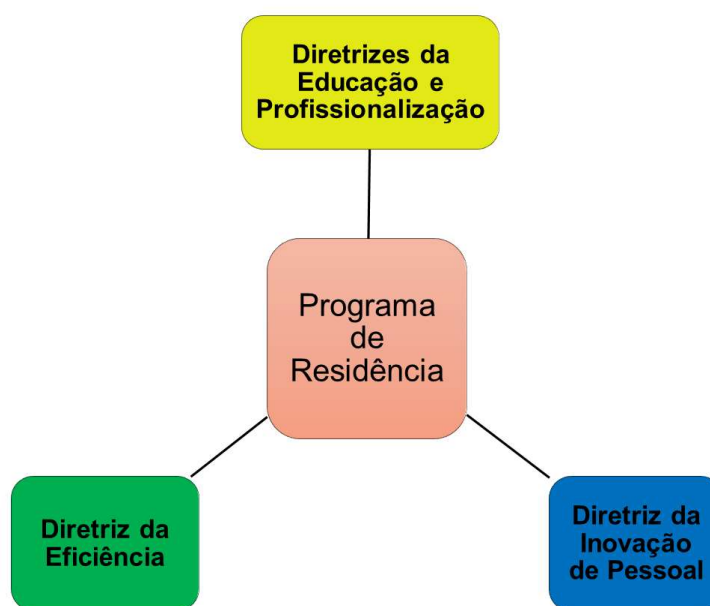 Diretrizes da
Educação e
Profissionalização
Programa
de
Residência
Diretriz da
Eficiência
Diretriz da
Inovação
de Pessoal